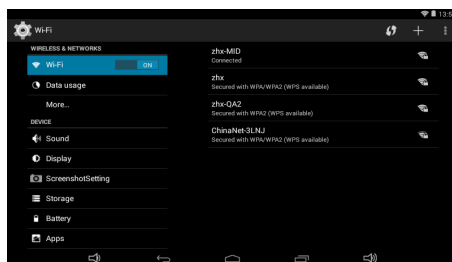 13:5
Wi-Fi
WIRELESS & NETWORKS
Wi-Fi
ON
Data usage
More...
DEVICE
Sound
Display
ScreenshotSetting
Storage
Battery
Apps
zhx-MID
Connected
zhx
Secured with WPA/WPA2 (WPS available)
zhx-QA2
Secured with WPA2 (WPS available)
ChinaNet-3LNJ
Secured with WPA/WPA2 (WPS available)